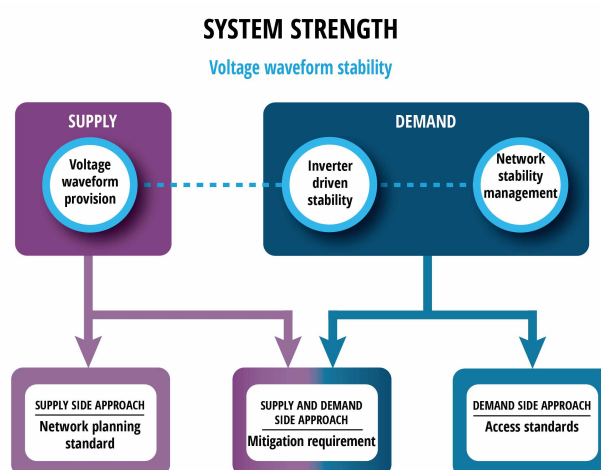 SYSTEM STRENGTH
Voltage waveform stability
SUPPLY
Voltage
waveform
provision
DEMAND
Inverter
driven
stability
Network
stability
management
SUPPLY SIDE APPROACH
Network planning
standard
SUPPLY AND DEMAND
SIDE APPROACH
Mitigation requirement
DEMAND SIDE APPROACH
Access standards